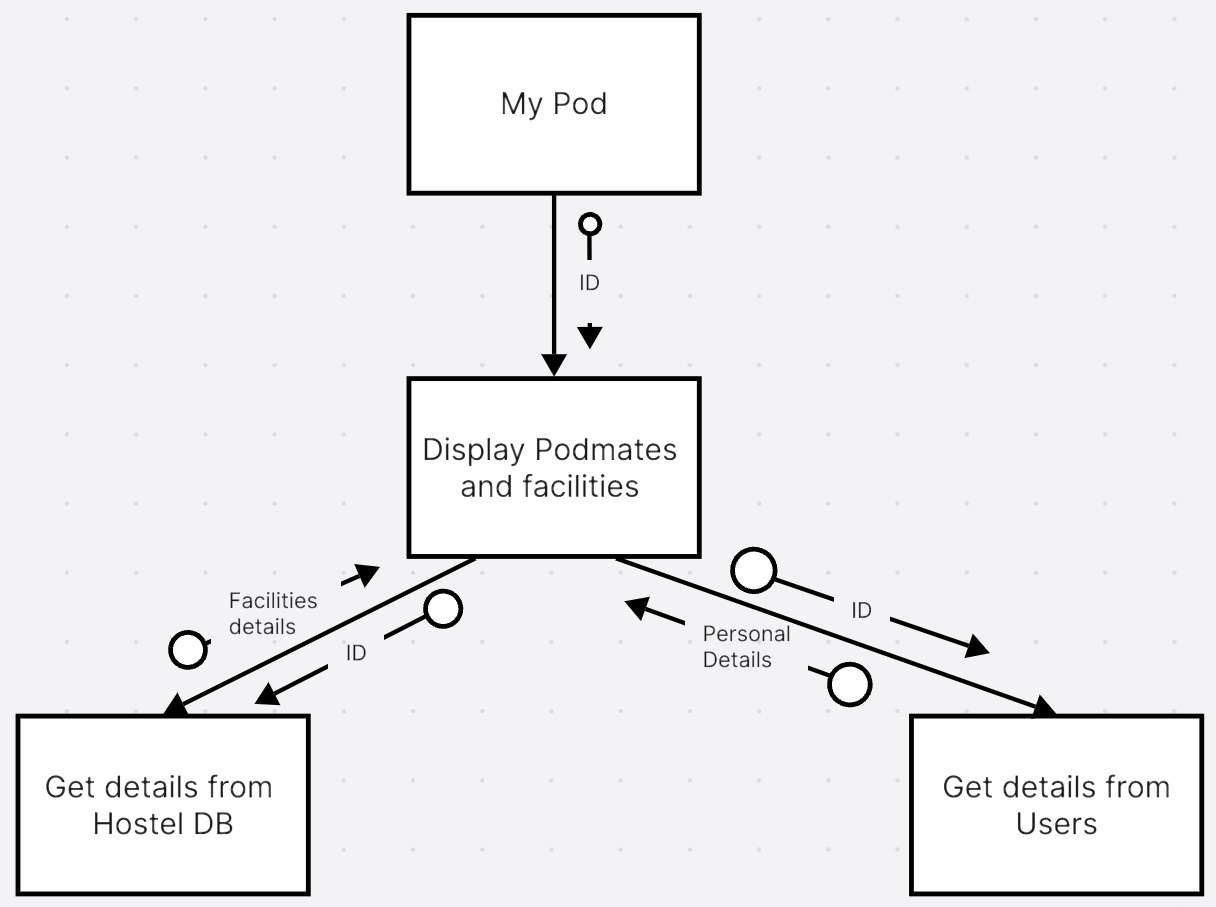 My Pod
ID
Display Podmates
and facilities
Facilities
details
ID
ID
Personal
Details
Get details from
Hostel DB
Get details from
Users